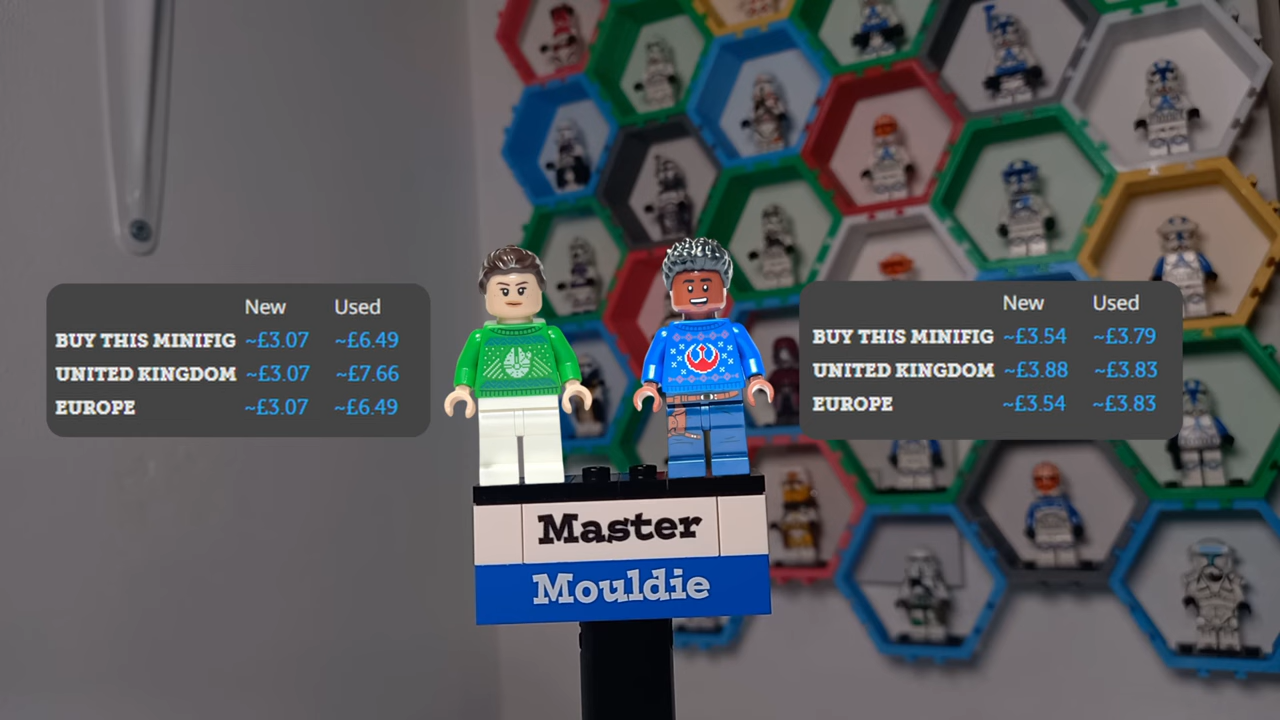 New Used
BUY THIS MINIFIG ~£3.07 ~£6.49
UNITED KINGDOM ~£3.07 ~£7.66
EUROPE ~£3.07 ~£6.49
New Used
BUY THIS MINIFIG ~£3.54 ~£3.79
UNITED KINGDOM ~£3.88 ~£3.83
EUROPE ~£3.54 ~£3.83
Master
Mouldie